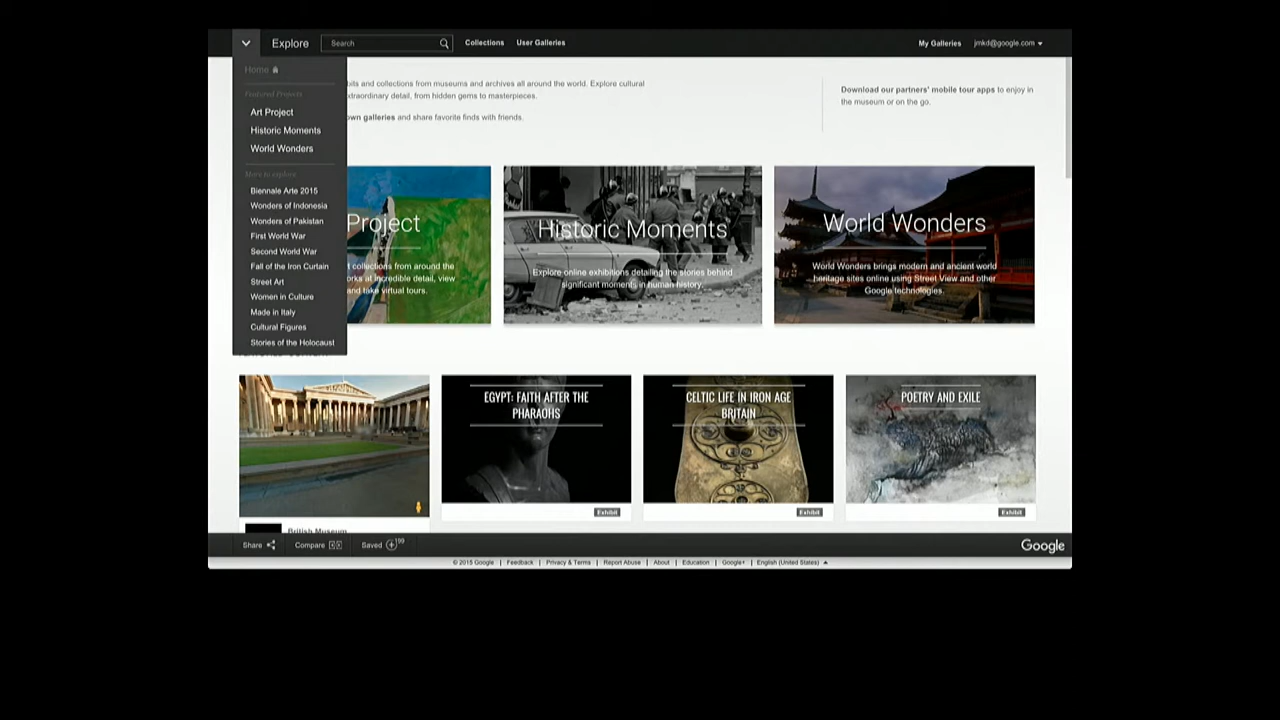 Explore
Search
Collections
User Galleries
My Galleries
jmkd@google.com
Home
Featured Projects
Art Project
Historic Moments
World Wonders
More to explore
Biennale Arte 2015
Wonders of Indonesia
Wonders of Pakistan
First World War
Second World War
Fall of the Iron Curtain
Street Art
Women in Culture
Made in Italy
Cultural Figures
Stories of the Holocaust
and collections from museums and archives all around the world. Explore cultural
detail, from hidden gems to masterpieces.
own galleries and share favorite finds with friends.
Download our partners' mobile tour apps to enjoy in
the museum or on the go.
Project
collections from around the
at incredible detail, view
and take virtual tours.
Historic Moments
Explore online exhibitions detailing the stories behind
significant moments in human history.
World Wonders
World Wonders brings modern and ancient world
heritage sites online using Street View and other
Google technologies.
British Museum
EGYPT: FAITH AFTER THE
PHARAOHS
Exhibit
CELTIC LIFE IN IRON AGE
BRITAIN
Exhibit
POETRY AND EXILE
Exhibit
Share
Compare
Saved
199
Google
© 2015 Google | Feedback | Privacy & Terms | Report Abuse | About | Education | Google+ | English (United States)